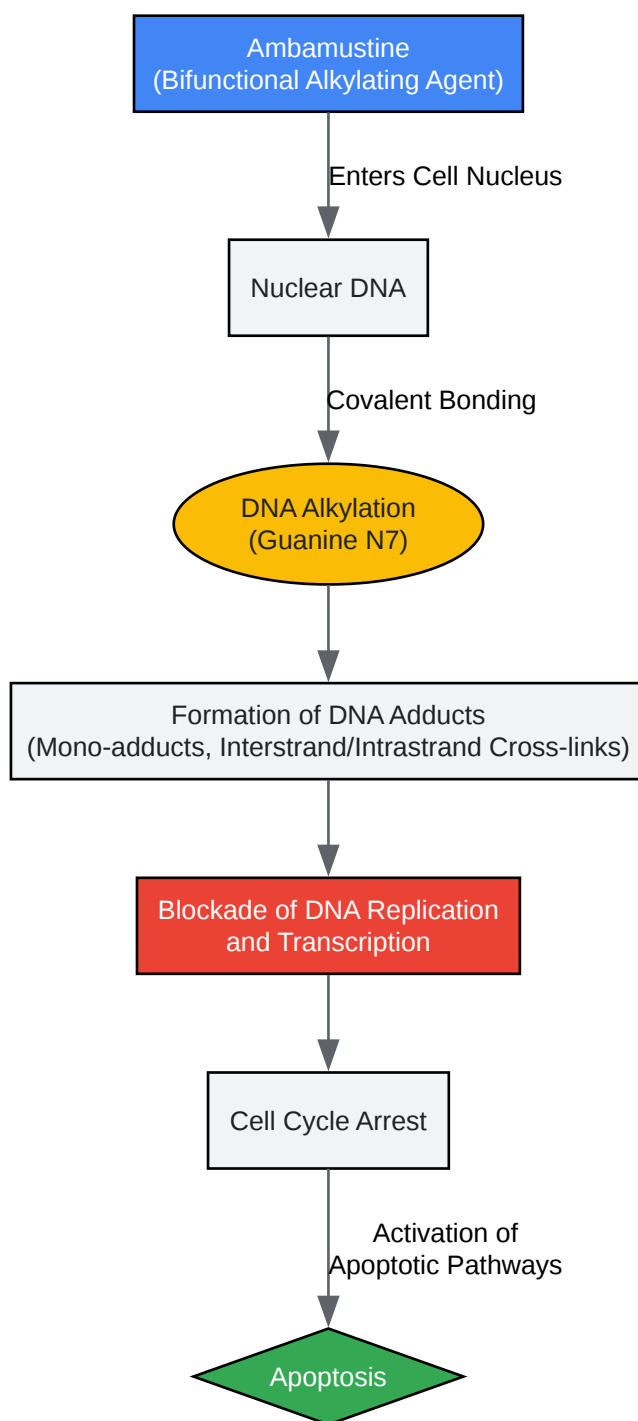 Ambamustine
(Bifunctional Alkylating Agent)
Enters Cell Nucleus
Nuclear DNA
Covalent Bonding
DNA Alkylation
(Guanine N7)
Formation of DNA Adducts
(Mono-adducts, Interstrand/Intrastrand Cross-links)
Blockade of DNA Replication
and Transcription
Cell Cycle Arrest
Activation of
Apoptotic Pathways
Apoptosis